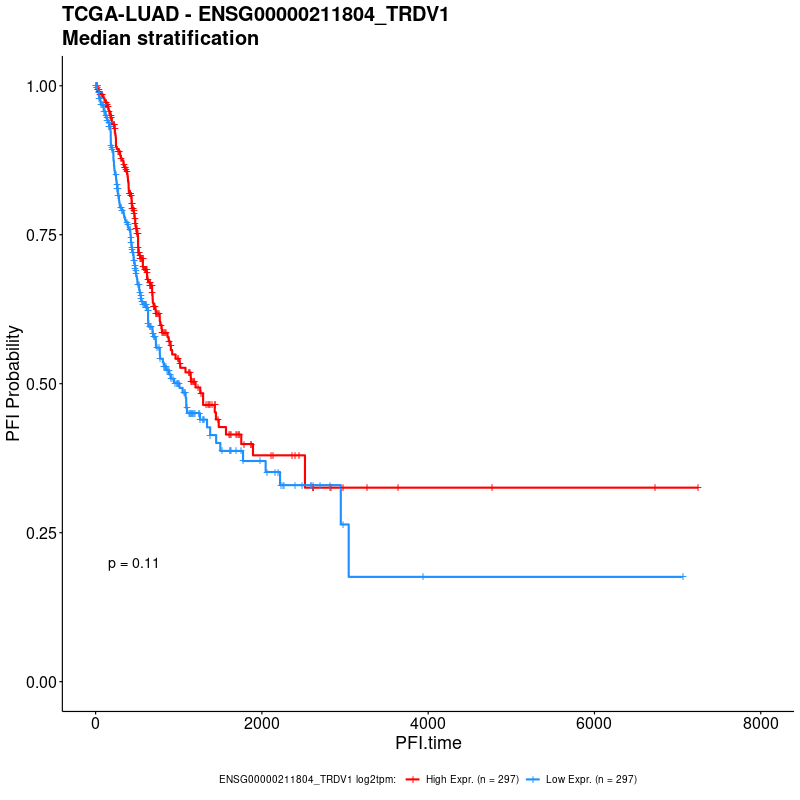 TCGA-LUAD - ENSG00000211804_TRDV1
Median stratification
1.00
0.75
0.50
0.25
0.00
PFI Probability
p = 0.11
0
2000
4000
6000
8000
PFI.time
ENSG00000211804_TRDV1 log2tpm: High Expr. (n = 297) Low Expr. (n = 297)